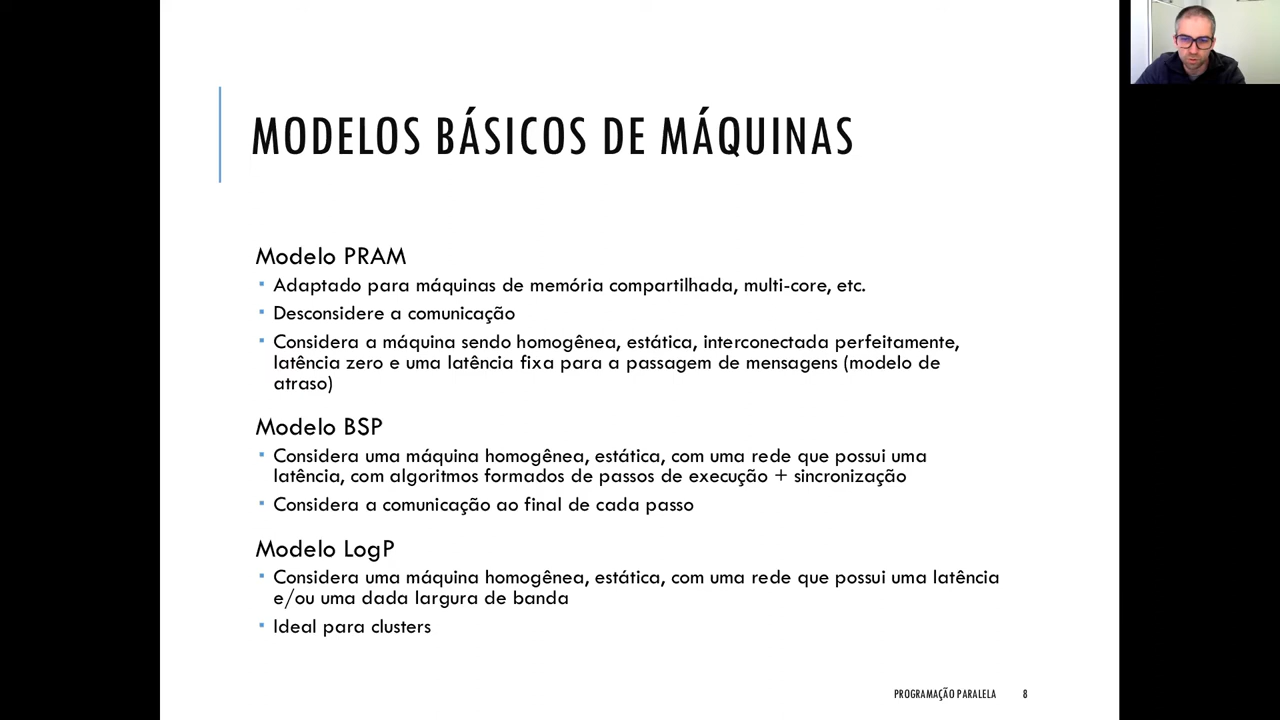 MODELOS BÁSICOS DE MÁQUINAS
Modelo PRAM
▪ Adaptado para máquinas de memória compartilhada, multi-core, etc.
▪ Desconsidere a comunicação
▪ Considera a máquina sendo homogênea, estática, interconectada perfeitamente,
latência zero e uma latência fixa para a passagem de mensagens (modelo de
atraso)
Modelo BSP
▪ Considera uma máquina homogênea, estática, com uma rede que possui uma
latência, com algoritmos formados de passos de execução + sincronização
▪ Considera a comunicação ao final de cada passo
Modelo LogP
▪ Considera uma máquina homogênea, estática, com uma rede que possui uma latência
e/ou uma dada largura de banda
▪ Ideal para clusters
PROGRAMAÇÃO PARALELA 8